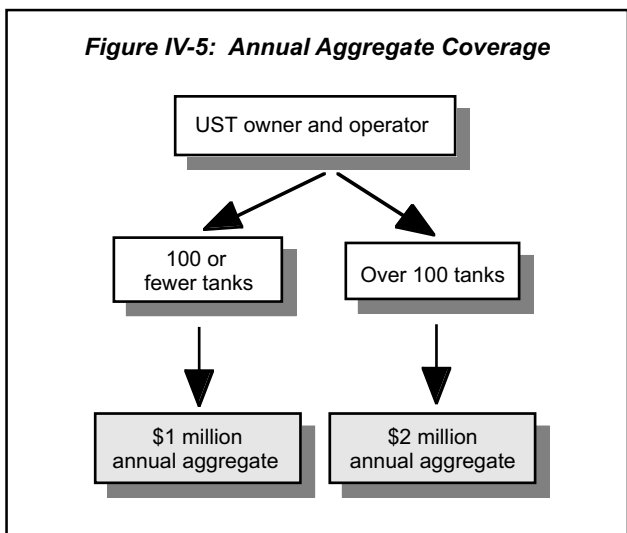 Figure IV-5: Annual Aggregate Coverage
UST owner and operator
100 or
fewer tanks
Over 100 tanks
$1 million
annual aggregate
$2 million
annual aggregate